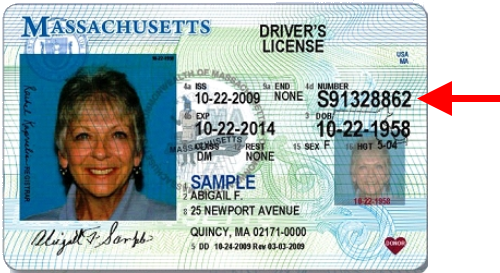 MASSACHUSETTS
DRIVER'S
LICENSE
USA
MA
4a ISS 9a END 4d NUMBER
10-22-2009 NONE S91328862
4b EXP 3 DOB
10-22-2014 10-22-1958
CLASS 12 REST 15 SEX F 16 HGT 5-04
DM NONE
1 SAMPLE
2 ABIGAIL F.
8 25 NEWPORT AVENUE
QUINCY, MA 02171-0000
5 DD 10-24-2009 Rev 03-03-2009
10-22-1958
REGISTRAR
Abigail F. Sample
DONOR